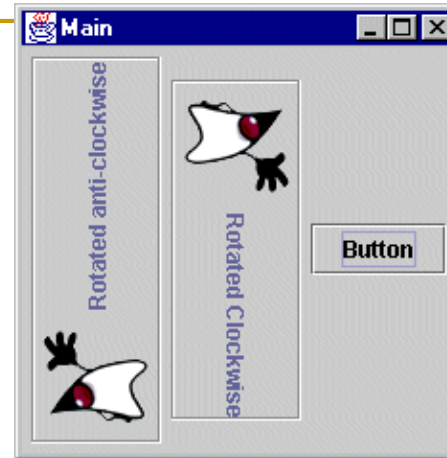 Main
Rotated anti-clockwise
Rotated Clockwise
Button